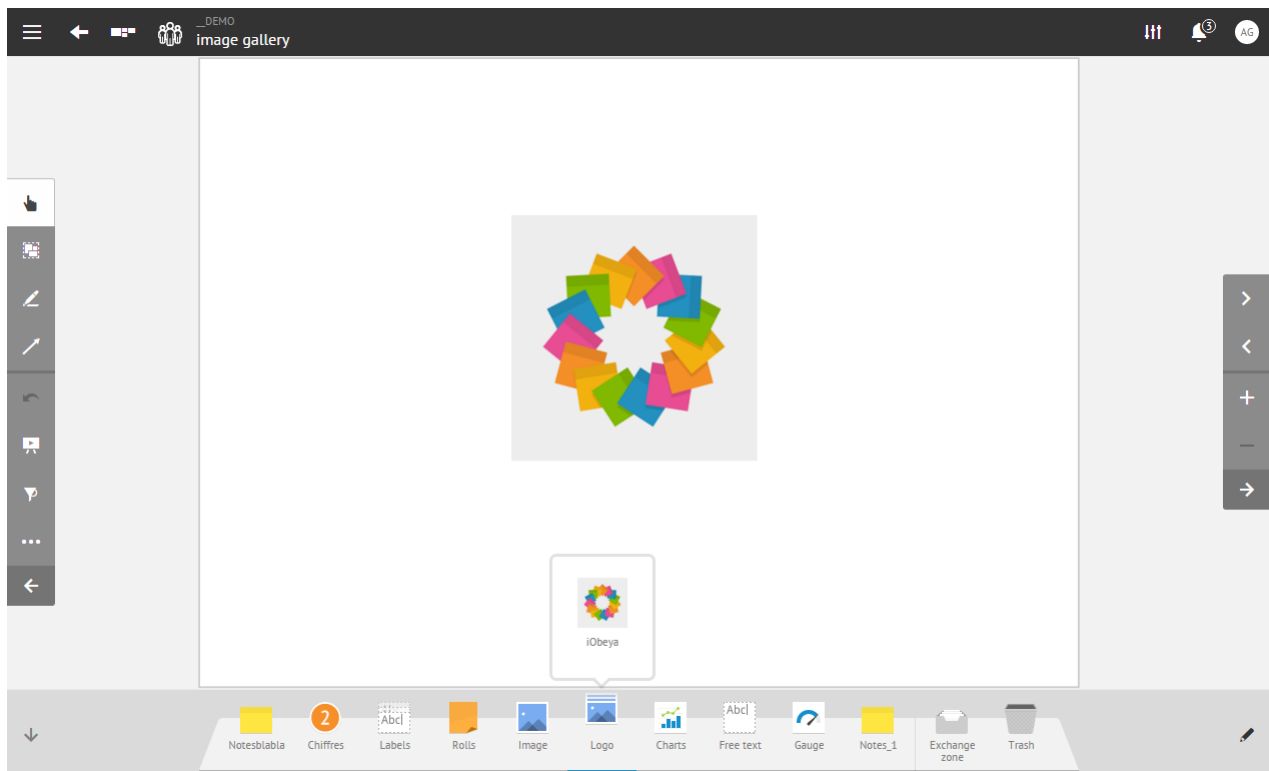 __DEMO
image gallery
3
AG
iObeya
2
Abc
Abc
Notesblabla
Chiffres
Labels
Rolls
Image
Logo
Charts
Free text
Gauge
Notes_1
Exchange
zone
Trash